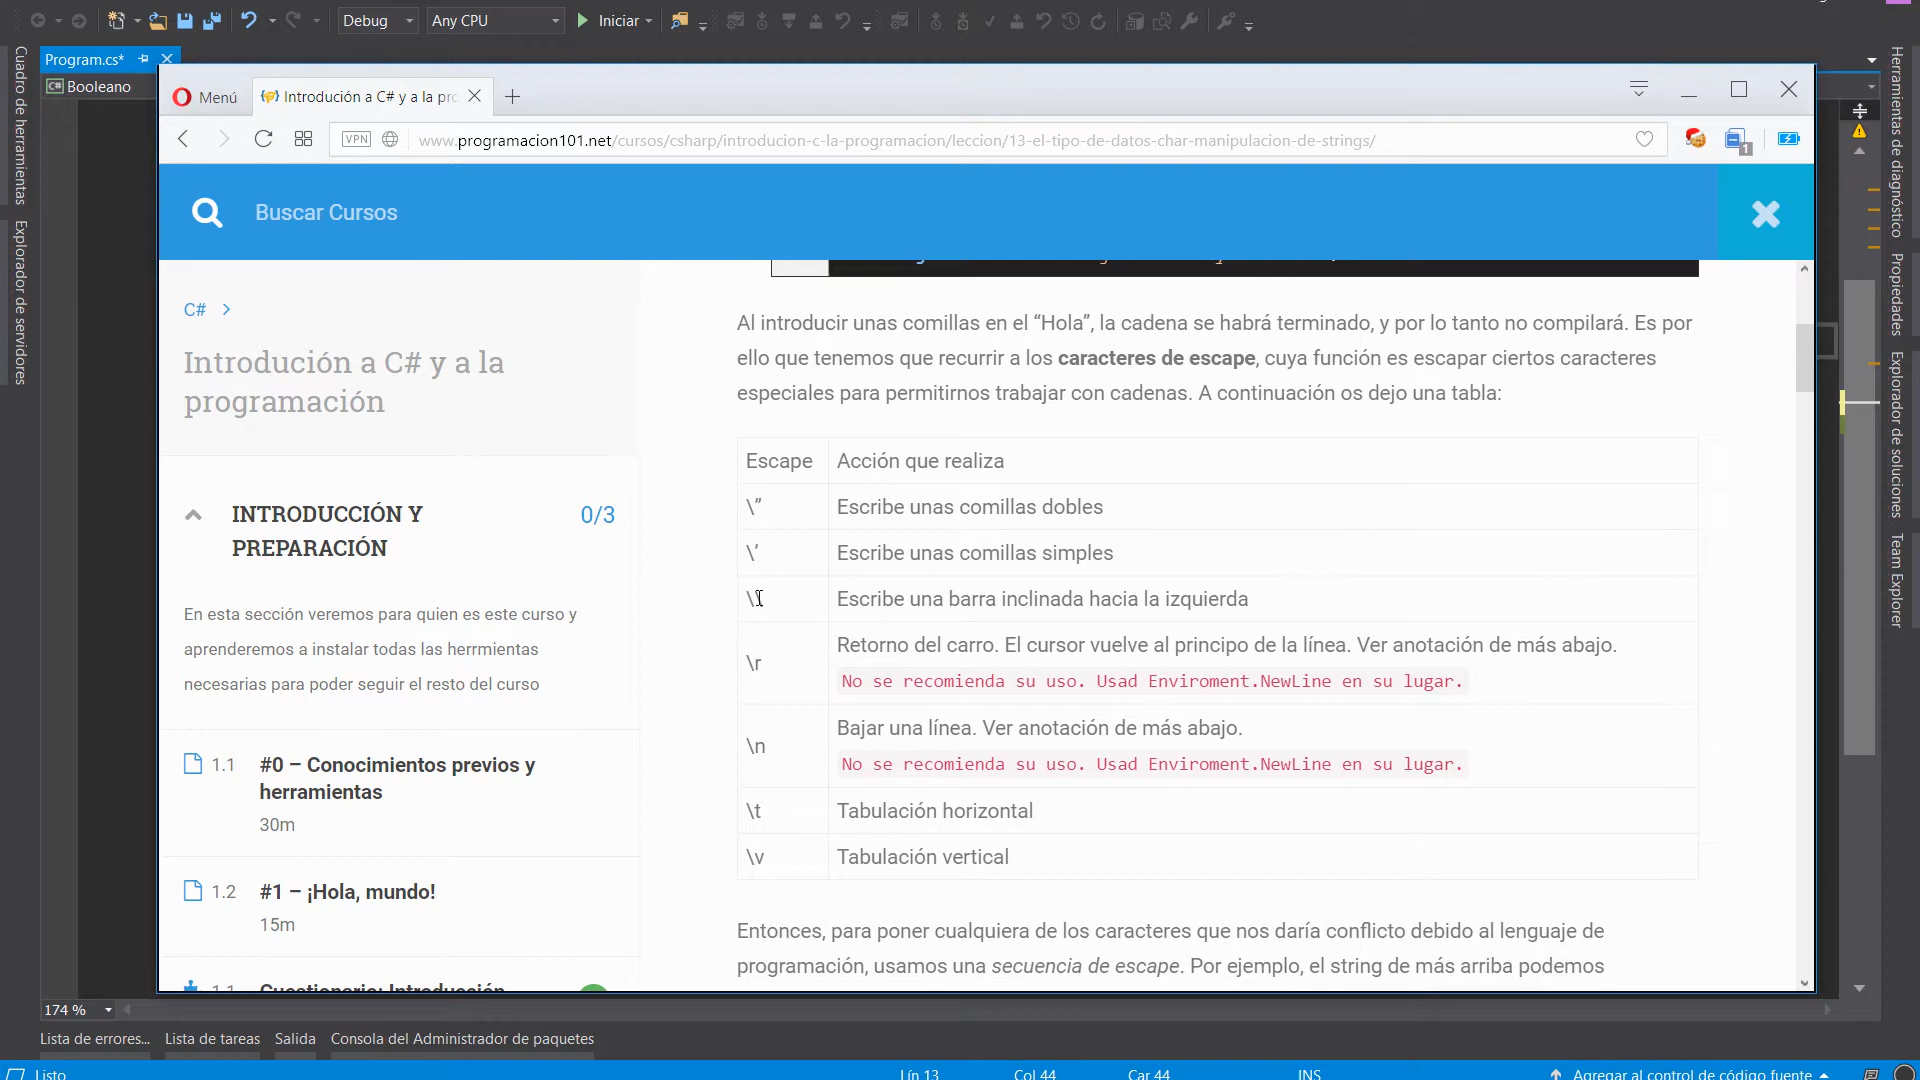 Debug
Any CPU
Iniciar
Program.cs*
Booleano
Cuadro de herramientas
Explorador de servidores
Menú
Introdución a C# y a la pro
VPN
www.programacion101.net/cursos/csharp/introducion-c-la-programacion/leccion/13-el-tipo-de-datos-char-manipulacion-de-strings/
1
Buscar Cursos
C# >
Introdución a C# y a la
programación
INTRODUCCIÓN Y
PREPARACIÓN
0/3
En esta sección veremos para quien es este curso y
aprenderemos a instalar todas las herrmientas
necesarias para poder seguir el resto del curso
1.1 #0 – Conocimientos previos y
herramientas
30m
1.2 #1 – ¡Hola, mundo!
15m
1.1 Cuestionario: Introducción
Al introducir unas comillas en el “Hola”, la cadena se habrá terminado, y por lo tanto no compilará. Es por
ello que tenemos que recurrir a los caracteres de escape, cuya función es escapar ciertos caracteres
especiales para permitirnos trabajar con cadenas. A continuación os dejo una tabla:
Escape Acción que realiza
\” Escribe unas comillas dobles
\’ Escribe unas comillas simples
\\ Escribe una barra inclinada hacia la izquierda
\r Retorno del carro. El cursor vuelve al principo de la línea. Ver anotación de más abajo.
No se recomienda su uso. Usad Enviroment.NewLine en su lugar.
\n Bajar una línea. Ver anotación de más abajo.
No se recomienda su uso. Usad Enviroment.NewLine en su lugar.
\t Tabulación horizontal
\v Tabulación vertical
Entonces, para poner cualquiera de los caracteres que nos daría conflicto debido al lenguaje de
programación, usamos una secuencia de escape. Por ejemplo, el string de más arriba podemos
Herramientas de diagnóstico
Propiedades
Explorador de soluciones
Team Explorer
174 %
Lista de errores... Lista de tareas Salida Consola del Administrador de paquetes
Listo Lín 13 Col 44 Car 44 INS Agregar al control de código fuente